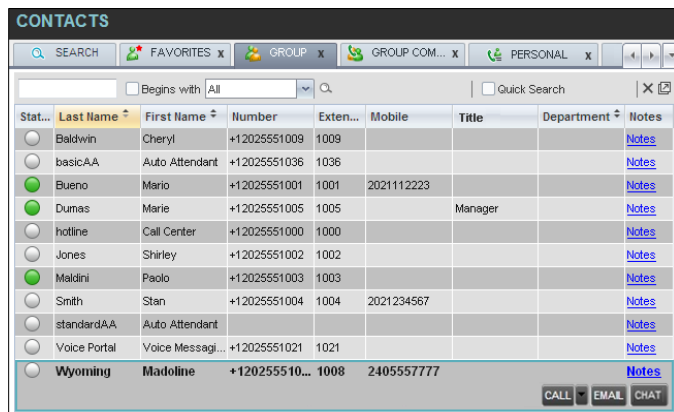 CONTACTS
SEARCH FAVORITES X GROUP X GROUP COM... X PERSONAL X
Begins with All Quick Search
Stat... Last Name First Name Number Exten... Mobile Title Department Notes
Baldwin Cheryl +12025551009 1009 Notes
basicAA Auto Attendant +12025551036 1036 Notes
Bueno Mario +12025551001 1001 2021112223 Notes
Dumas Marie +12025551005 1005 Manager Notes
hotline Call Center +12025551000 1000 Notes
Jones Shirley +12025551002 1002 Notes
Maldini Paolo +12025551003 1003 Notes
Smith Stan +12025551004 1004 2021234567 Notes
standardAA Auto Attendant Notes
Voice Portal Voice Messagi... +12025551021 1021 Notes
Wyoming Madoline +120255510... 1008 2405557777 Notes
CALL EMAIL CHAT